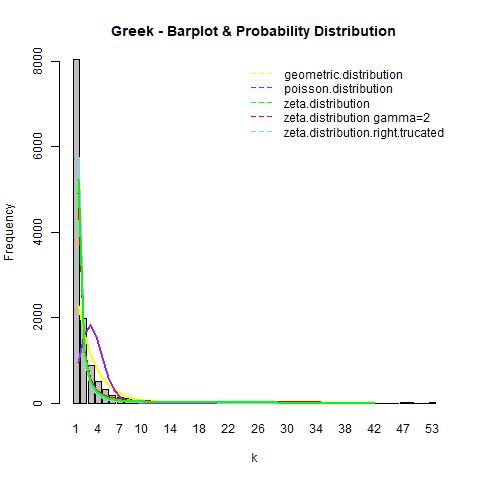 Greek - Barplot & Probability Distribution
geometric.distribution
poisson.distribution
zeta.distribution
zeta.distribution gamma=2
zeta.distribution.right.trucated
Frequency
8000
6000
4000
2000
0
1 4 7 10 14 18 22 26 30 34 38 42 47 53
k